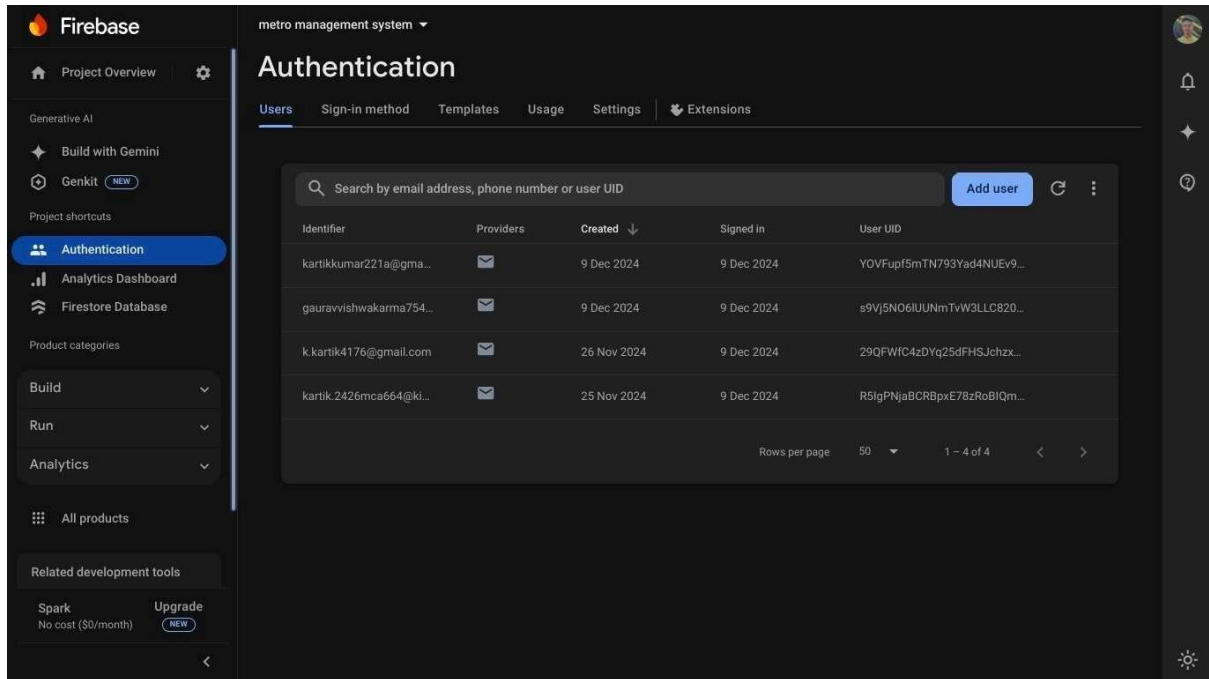 Firebase
Project Overview
Generative AI
Build with Gemini
Genkit NEW
Project shortcuts
Authentication
Analytics Dashboard
Firestore Database
Product categories
Build
Run
Analytics
All products
Related development tools
Spark Upgrade
No cost ($0/month) NEW
metro management system
Authentication
Users Sign-in method Templates Usage Settings Extensions
Search by email address, phone number or user UID Add user
Identifier Providers Created Signed in User UID
kartikkumar221a@gma... 9 Dec 2024 9 Dec 2024 YOVFupf5mTN793Yad4NUEv9...
gauravvishwakarma754... 9 Dec 2024 9 Dec 2024 s9Vj5NO6lUUNmTvW3LLC820...
k.kartik4176@gmail.com 26 Nov 2024 9 Dec 2024 29QFWfC4zDYq25dFHSJchzx...
kartik.2426mca664@ki... 25 Nov 2024 9 Dec 2024 R5IgPNjaBCRBpxE78zRoBIQm...
Rows per page 50 1 – 4 of 4